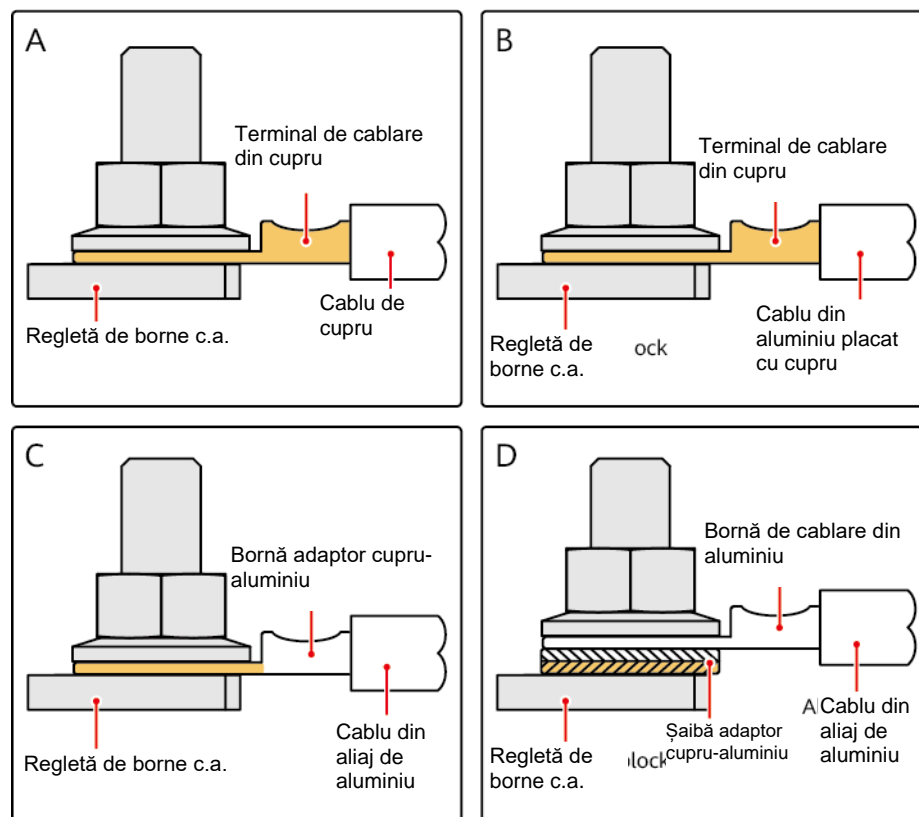 A
Terminal de cablare
din cupru
Cablu de
cupru
Regletă de borne c.a.
B
Terminal de cablare
din cupru
Cablu din
aluminiu placat
cu cupru
Regletă de
borne c.a.
ock
C
Bornă adaptor cupru-
aluminiu
Cablu din
aliaj de
aluminiu
Regletă de borne c.a.
D
Bornă de cablare din
aluminiu
A
Cablu din
aliaj de
aluminiu
Șaibă adaptor
cupru-aluminiu
Regletă de
borne c.a.
lock